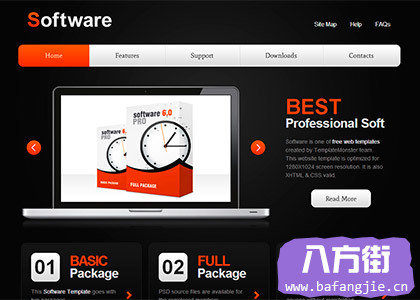 Software
Site Map Help FAQs
Home Features Support Downloads Contacts
software 6.0
PRO
FULL PACKAGE
BEST
Professional Soft
Software is one of free web templates
created by TemplateMonster team.
This website template is optimized for
1280X1024 screen resolution. It is also
XHTML & CSS valid.
Read More
01 BASIC
Package
02 FULL
Package
This Software Template goes with
PSD source files are available for
八方街
www.bafangjie.cn